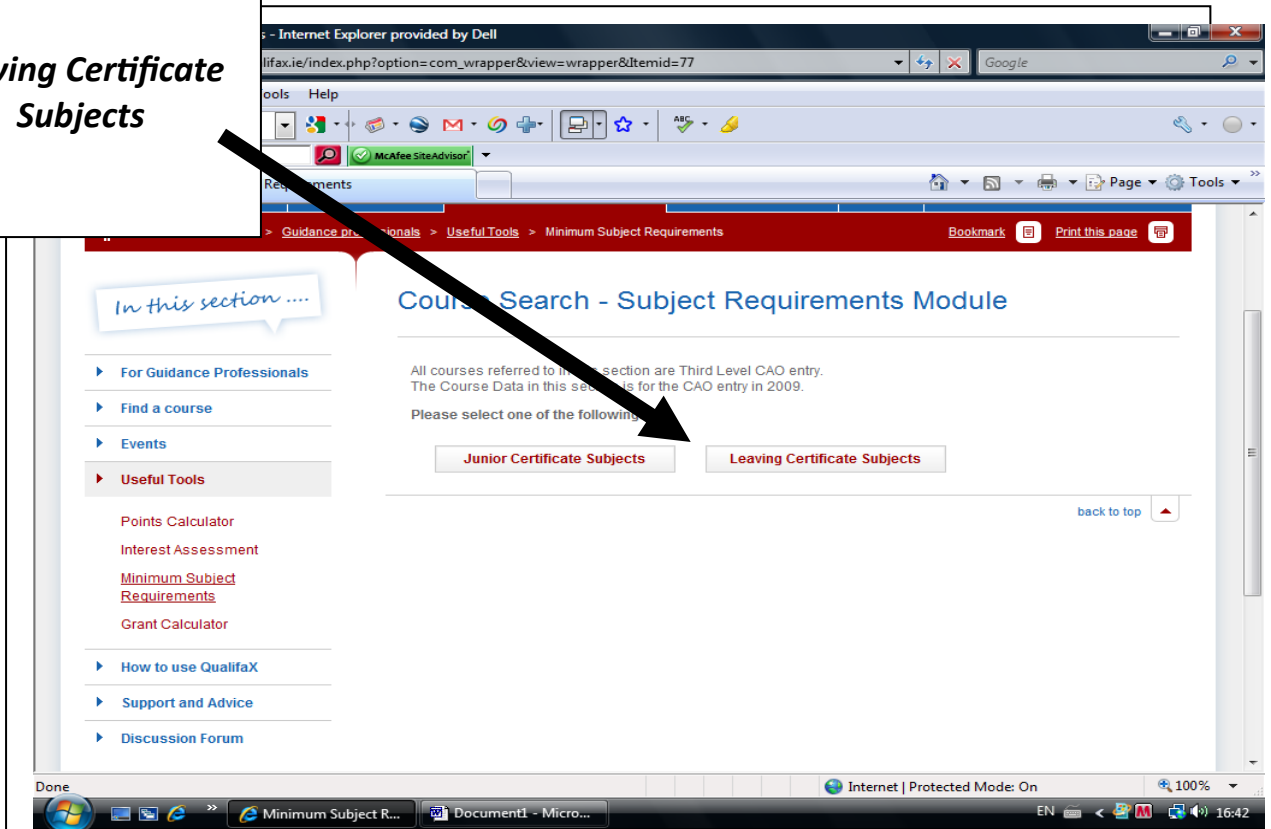 ving Certificate
Subjects
s - Internet Explorer provided by Dell
lifax.ie/index.php?option=com_wrapper&view=wrapper&Itemid=77
Google
ools Help
ABC
McAfee SiteAdvisor
Requirements
Page
Tools
> Guidance professionals > Useful Tools > Minimum Subject Requirements
Bookmark
Print this page
In this section ....
Course Search - Subject Requirements Module
For Guidance Professionals
Find a course
Events
Useful Tools
Points Calculator
Interest Assessment
Minimum Subject
Requirements
Grant Calculator
How to use QualifaX
Support and Advice
Discussion Forum
All courses referred to in this section are Third Level CAO entry.
The Course Data in this section is for the CAO entry in 2009.
Please select one of the following
Junior Certificate Subjects
Leaving Certificate Subjects
back to top
Done
Internet | Protected Mode: On
100%
Minimum Subject R...
Document1 - Micro...
EN
16:42